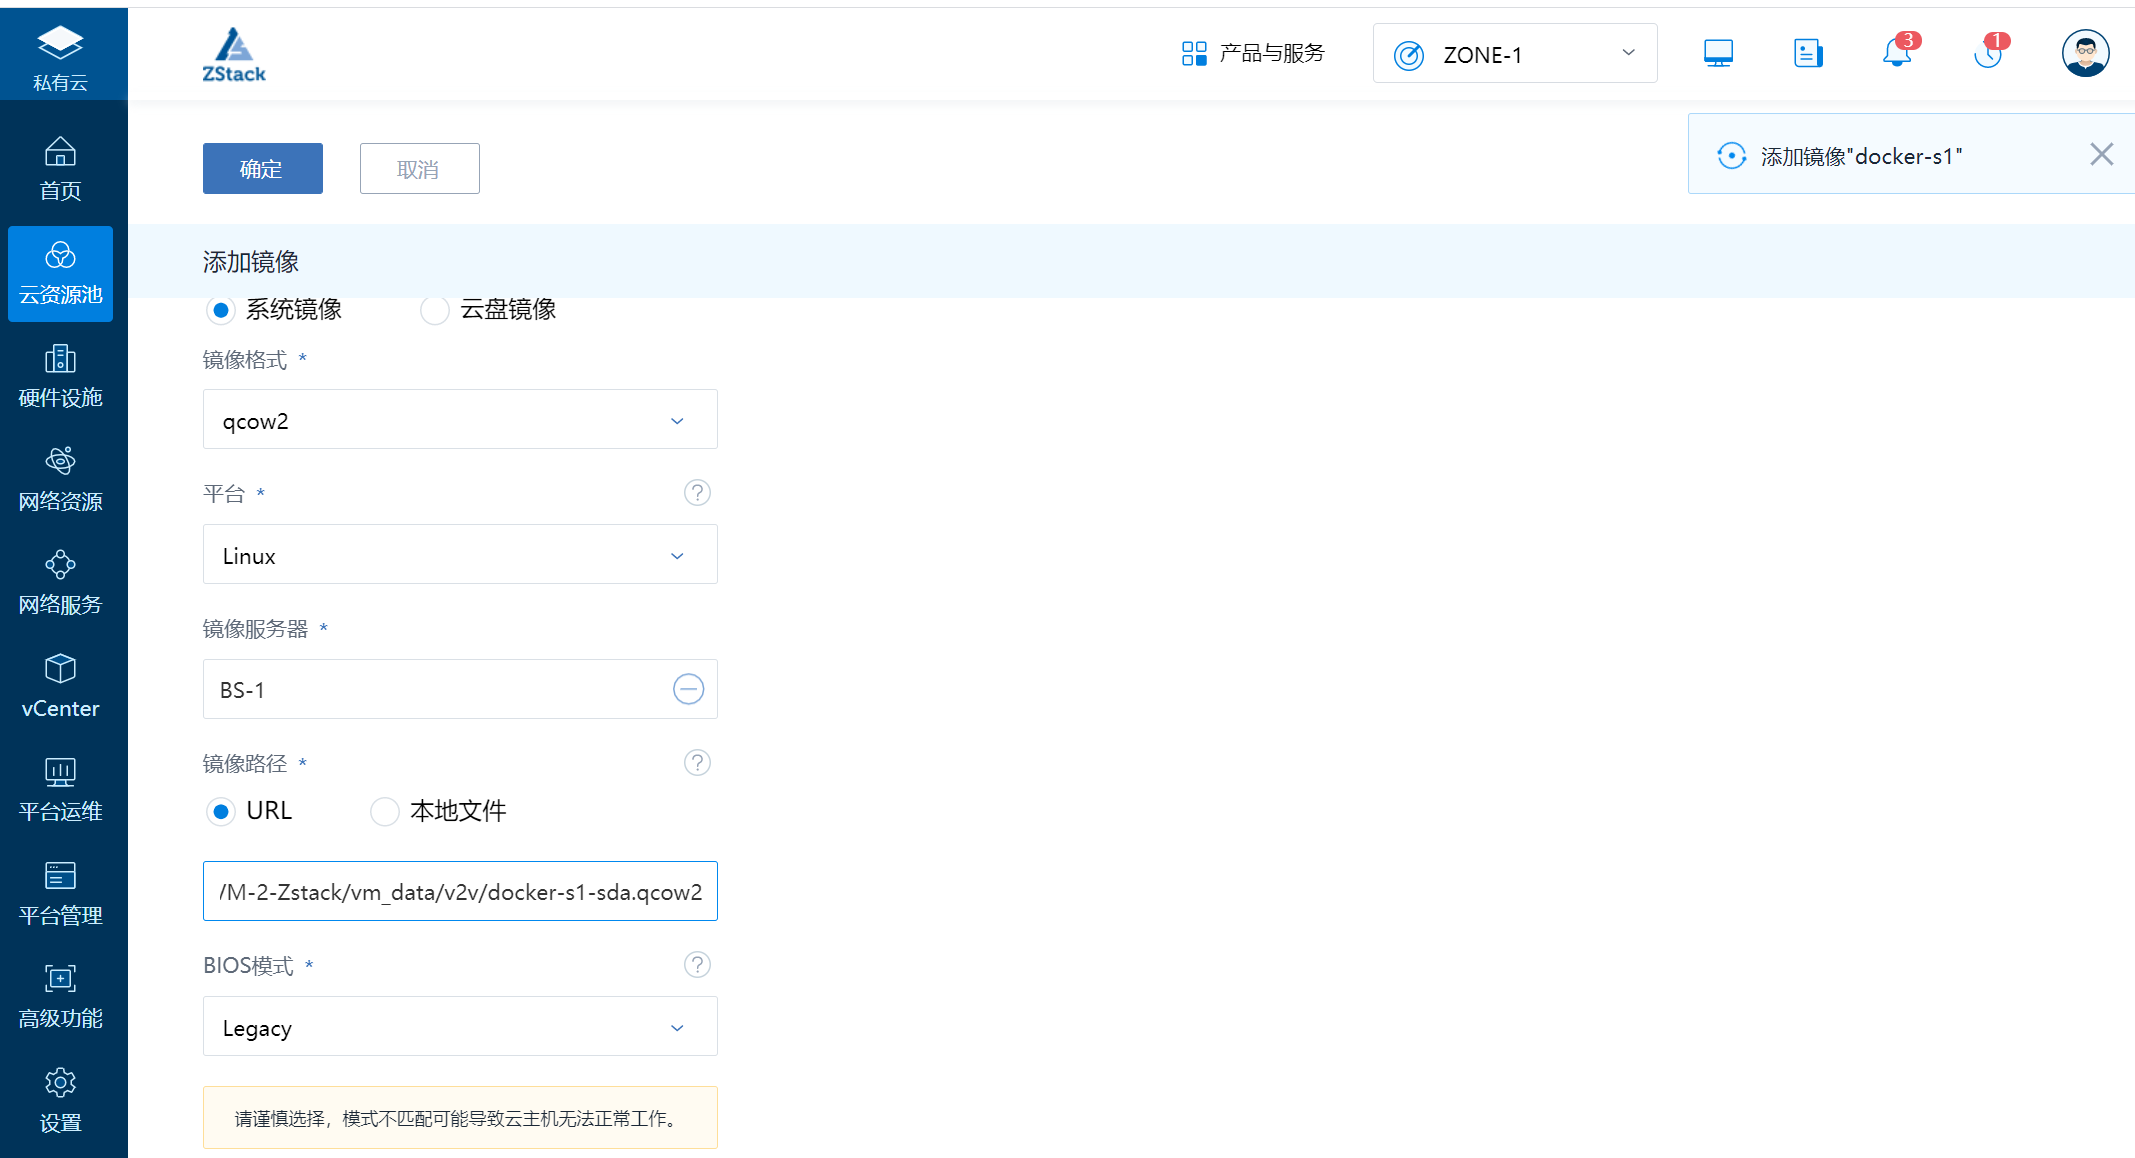 私有云
ZStack
产品与服务
ZONE-1
3
1
首页
云资源池
硬件设施
网络资源
网络服务
vCenter
平台运维
平台管理
高级功能
设置
确定
取消
添加镜像"docker-s1"
添加镜像
系统镜像
云盘镜像
镜像格式 *
qcow2
平台 *
?
Linux
镜像服务器 *
BS-1
镜像路径 *
?
URL
本地文件
/M-2-Zstack/vm_data/v2v/docker-s1-sda.qcow2
BIOS模式 *
?
Legacy
请谨慎选择，模式不匹配可能导致云主机无法正常工作。